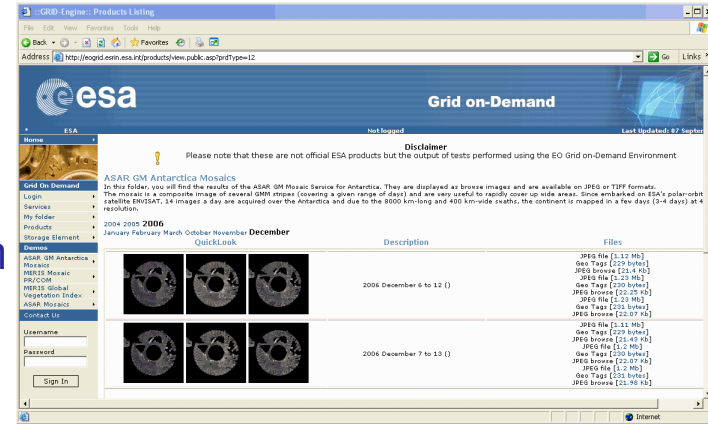 ::GRID-Engine:: Products Listing
File Edit View Favorites Tools Help
Back Favorites
Address http://eogrid.esrin.esa.int/products/view.public.asp?prdType=12 Go Links
esa
Grid on-Demand
ESA Not logged Last Updated: 07 Septer
Home
Disclaimer
Please note that these are not official ESA products but the output of tests performed using the EO Grid on-Demand Environment
Grid On Demand
Login
Services
My folder
Products
Storage Element
Demos
ASAR GM Antarctica
Mosaics
MERIS Mosaic
PR/COM
MERIS Global
Vegetation Index
ASAR Mosaics
Contact Us
Username
Password
Sign In
ASAR GM Antarctica Mosaics
In this folder, you will find the results of the ASAR GM Mosaic Service for Antarctica. They are displayed as browse images and are available on JPEG or TIFF formats.
The mosaic is a composite image of several GMM stripes (covering a given range of days) and are very useful to rapidly cover up wide areas. Since embarked on ESA's polar-orbit
satellite ENVISAT, 14 images a day are acquired over the Antarctica and due to the 8000 km-long and 400 km-wide swaths, the continent is mapped in a few days (3-4 days) at 4
resolution.
2004 2005 2006
January February March October November December
QuickLook Description Files
2006 December 6 to 12 ()
JPEG file [1.12 Mb]
Geo Tags [229 bytes]
JPEG browse [21.4 Kb]
JPEG file [1.23 Mb]
Geo Tags [230 bytes]
JPEG browse [22.25 Kb]
JPEG file [1.23 Mb]
Geo Tags [231 bytes]
JPEG browse [22.07 Kb]
2006 December 7 to 13 ()
JPEG file [1.11 Mb]
Geo Tags [229 bytes]
JPEG browse [21.43 Kb]
JPEG file [1.2 Mb]
Geo Tags [230 bytes]
JPEG browse [22.07 Kb]
JPEG file [1.2 Mb]
Geo Tags [231 bytes]
JPEG browse [21.98 Kb]
Internet